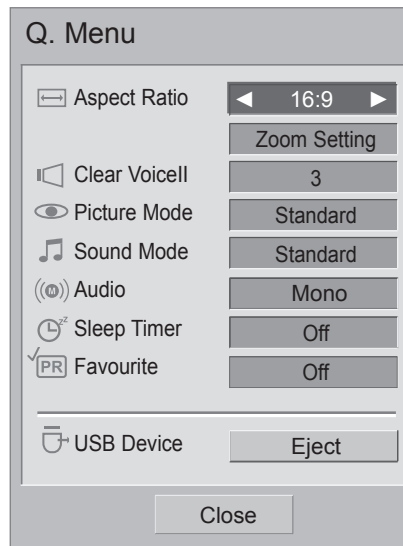 Q. Menu
Aspect Ratio ◀ 16:9 ▶
Zoom Setting
Clear VoiceII 3
Picture Mode Standard
Sound Mode Standard
(M) Audio Mono
zz Sleep Timer Off
PR Favourite Off
USB Device Eject
Close